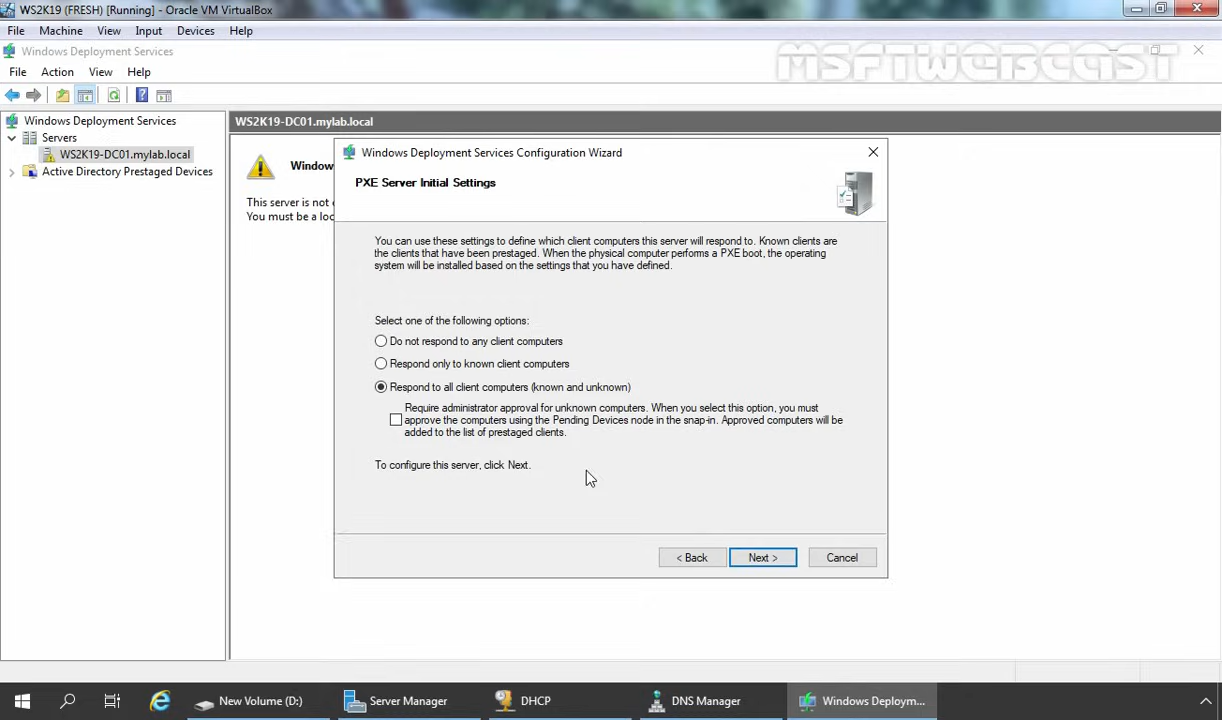 WS2K19 (FRESH) [Running] - Oracle VM VirtualBox
File Machine View Input Devices Help
Windows Deployment Services
MSFTWEBCAST
File Action View Help
Windows Deployment Services
Servers
WS2K19-DC01.mylab.local
Active Directory Prestaged Devices
WS2K19-DC01.mylab.local
Window
This server is not
You must be a loc
Windows Deployment Services Configuration Wizard
PXE Server Initial Settings
You can use these settings to define which client computers this server will respond to. Known clients are
the clients that have been prestaged. When the physical computer performs a PXE boot, the operating
system will be installed based on the settings that you have defined.
Select one of the following options:
Do not respond to any client computers
Respond only to known client computers
Respond to all client computers (known and unknown)
Require administrator approval for unknown computers. When you select this option, you must
approve the computers using the Pending Devices node in the snap-in. Approved computers will be
added to the list of prestaged clients.
To configure this server, click Next.
< Back Next > Cancel
New Volume (D:) Server Manager DHCP DNS Manager Windows Deploym...